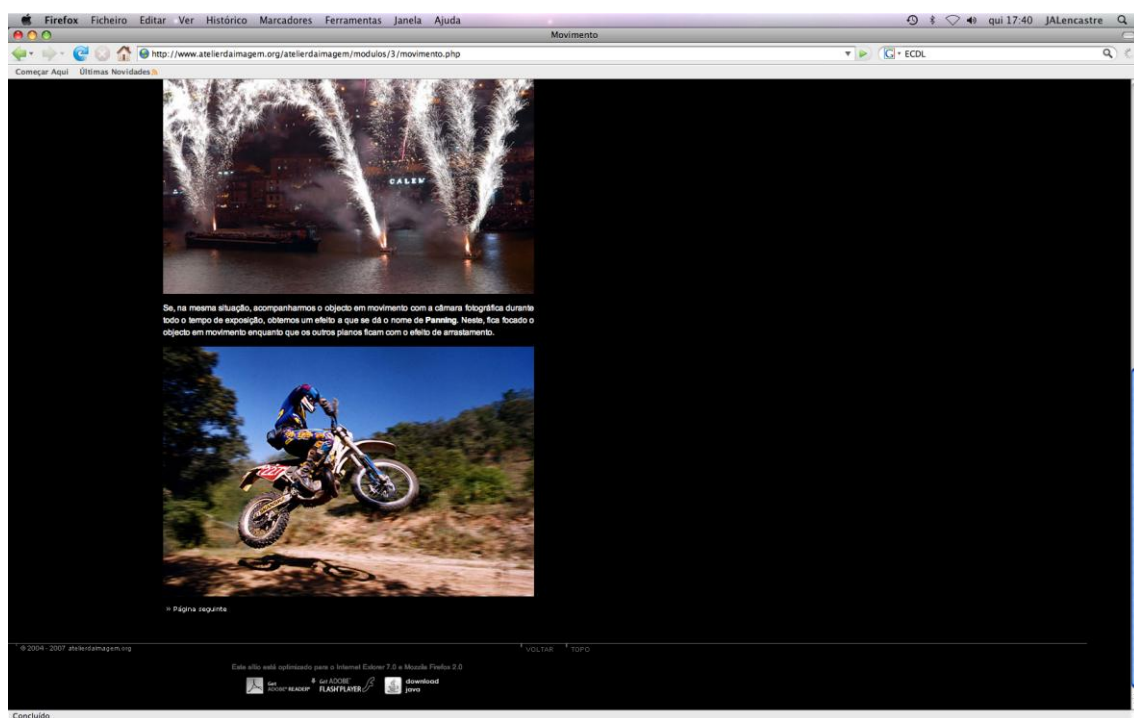 Firefox Ficheiro Editar Ver Histórico Marcadores Ferramentas Janela Ajuda qui 17:40 JALencastre
Movimento
http://www.atelierdaimagem.org/atelierdaimagem/modulos/3/movimento.php G ECDL
Começar Aqui Últimas Novidades
CALEM
Se, na mesma situação, acompanharmos o objecto em movimento com a câmara fotográfica durante
todo o tempo de exposição, obtemos um efeito a que se dá o nome de Panning. Neste, fica focado o
objecto em movimento enquanto que os outros planos ficam com o efeito de arrastamento.
» Página seguinte
© 2004 - 2007 atelierdaimagem.org VOLTAR TOPO
Este sítio está optimizado para o Internet Exlorer 7.0 e Mozilla Firefox 2.0
Get ADOBE® READER® Get ADOBE® FLASH® PLAYER download java
Concluído